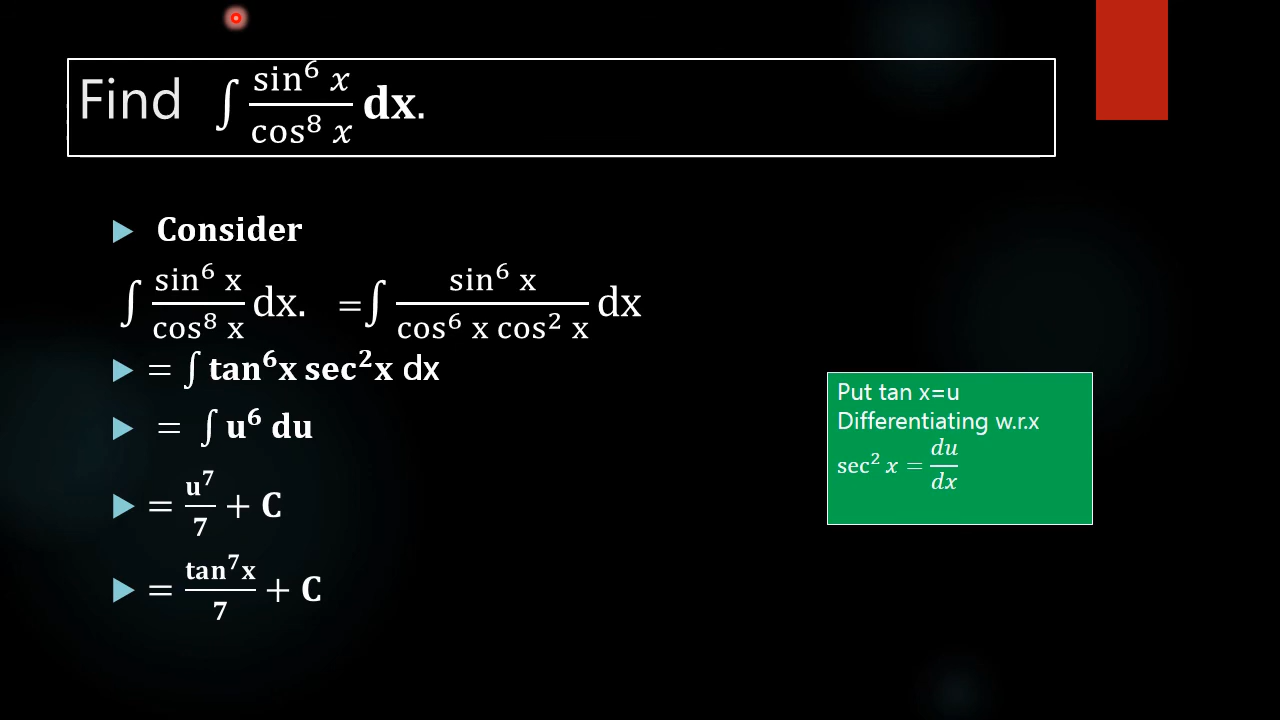 Find ∫ sin⁶ x / cos⁸ x dx.
Consider
∫ sin⁶ x / cos⁸ x dx. = ∫ sin⁶ x / cos⁶ x cos² x dx
= ∫ tan⁶x sec²x dx
= ∫ u⁶ du
= u⁷ / 7 + C
= tan⁷x / 7 + C
Put tan x=u
Differentiating w.r.x
sec² x = du / dx